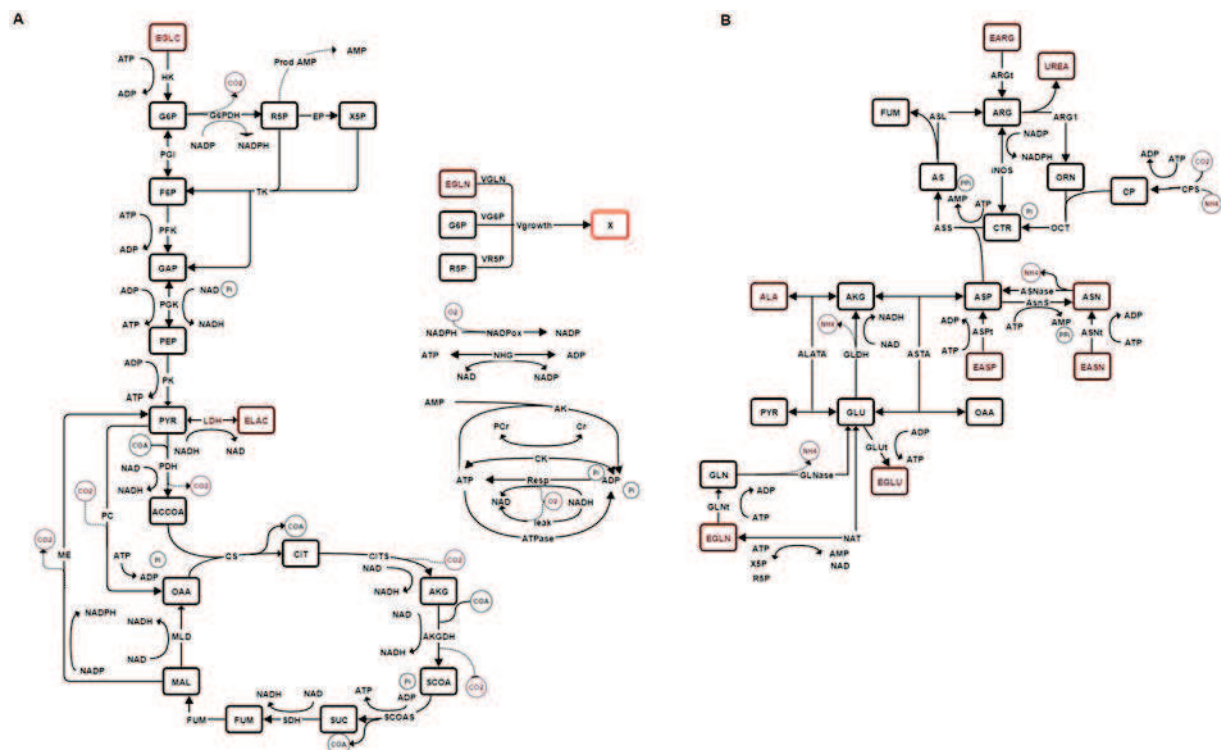 A
EGLC
ATP
HK
ADP
CO2
Prod AMP
AMP
G6P
G6PDH
R5P
EP
X5P
NADP
NADPH
PGI
F6P
TK
ATP
PFK
ADP
GAP
ADP
NAD
Pi
PGK
ATP
NADH
PEP
ADP
PK
ATP
PYR
LDH
ELAC
COA
NADH
NAD
PDH
NAD
NADH
CO2
ACCOA
CO2
PC
ME
CO2
ATP
Pi
ADP
OAA
CS
COA
CIT
CITS
CO2
NAD
NADH
AKG
COA
NAD
AKGDH
NADH
CO2
SCOA
Pi
ADP
ATP
SCOAS
COA
SUC
NAD
NADH
SDH
FUM
FUM
MAL
MLD
NADH
NAD
NADPH
NADP
EGLN
VGLN
G6P
VG6P
Vgrowth
X
R5P
VR5P
O2
NADPH
NADPox
NADP
ATP
NHG
ADP
NAD
NADP
AMP
AK
PCr
Cr
CK
ATP
Resp
Pi
ADP
Pi
NAD
O2
NADH
leak
ATPase
B
EARG
UREA
ARGt
FUM
ASL
ARG
ARG1
NADP
NADPH
iNOS
AS
PPi
AMP
ATP
ORN
ADP
ATP
CO2
CP
CPS
NH4
ASS
CTR
Pi
OCT
ALA
AKG
ASP
NH4
ASNase
AsnS
ASN
NH4
NADH
NAD
ALATA
GLDH
ASTA
ADP
ASPt
ATP
ATP
AMP
PPi
ASNt
ADP
ATP
EASP
EASN
PYR
GLU
OAA
GLUt
ADP
ATP
EGLU
GLN
NH4
GLNase
GLNt
ADP
ATP
EGLN
NAT
ATP
X5P
R5P
AMP
NAD